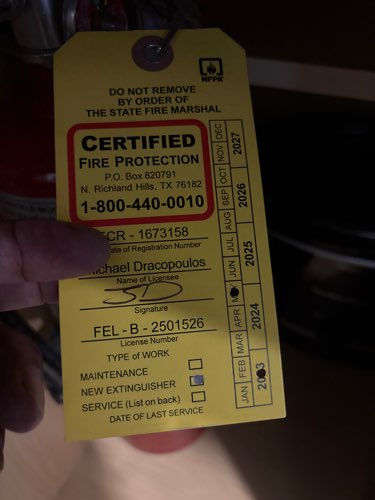 NFPA
DO NOT REMOVE
BY ORDER OF
THE STATE FIRE MARSHAL
CERTIFIED
FIRE PROTECTION
P.O. Box 820791
N. Richland Hills, TX 76182
1-800-440-0010
ECR - 1673158
ate of Registration Number
Michael Dracopoulos
Name of Licensee
Signature
FEL - B - 2501526
License Number
TYPE of WORK
MAINTENANCE
NEW EXTINGUISHER
SERVICE (List on back)
DATE OF LAST SERVICE
JAN FEB MAR APR JUN JUL AUG SEP OCT NOV DEC
2023 2024 2025 2026 2027